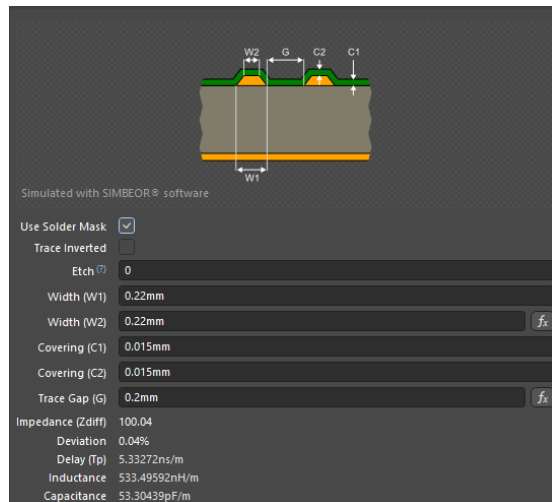 W2 G C2 C1
W1
Simulated with SIMBEOR® software
Use Solder Mask
Trace Inverted
Etch (?) 0
Width (W1) 0.22mm
Width (W2) 0.22mm fx
Covering (C1) 0.015mm
Covering (C2) 0.015mm
Trace Gap (G) 0.2mm fx
Impedance (Zdiff) 100.04
Deviation 0.04%
Delay (Tp) 5.33272ns/m
Inductance 533.49592nH/m
Capacitance 53.30439pF/m